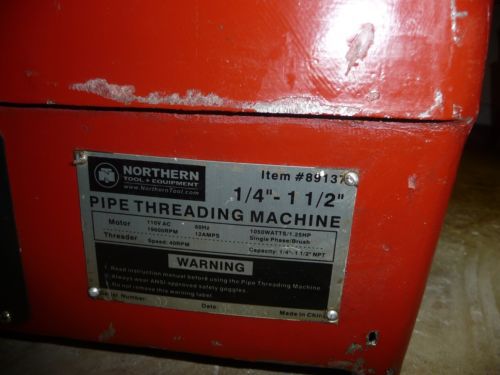 NORTHERN
TOOL + EQUIPMENT
www.NorthernTool.com
Item #89137
1/4"- 1 1/2"
PIPE THREADING MACHINE
Motor 110V AC 60Hz 1050WATTS/1.25HP
19000RPM 12AMPS Single Phase/Brush
Threader Speed: 40RPM Capacity: 1/4"- 1 1/2" NPT
WARNING
1. Read instruction manual before using the Pipe Threading Machine
2. Always wear ANSI approved safety goggles
3. Do not remove this warning label
Serial Number: Date: Made in China